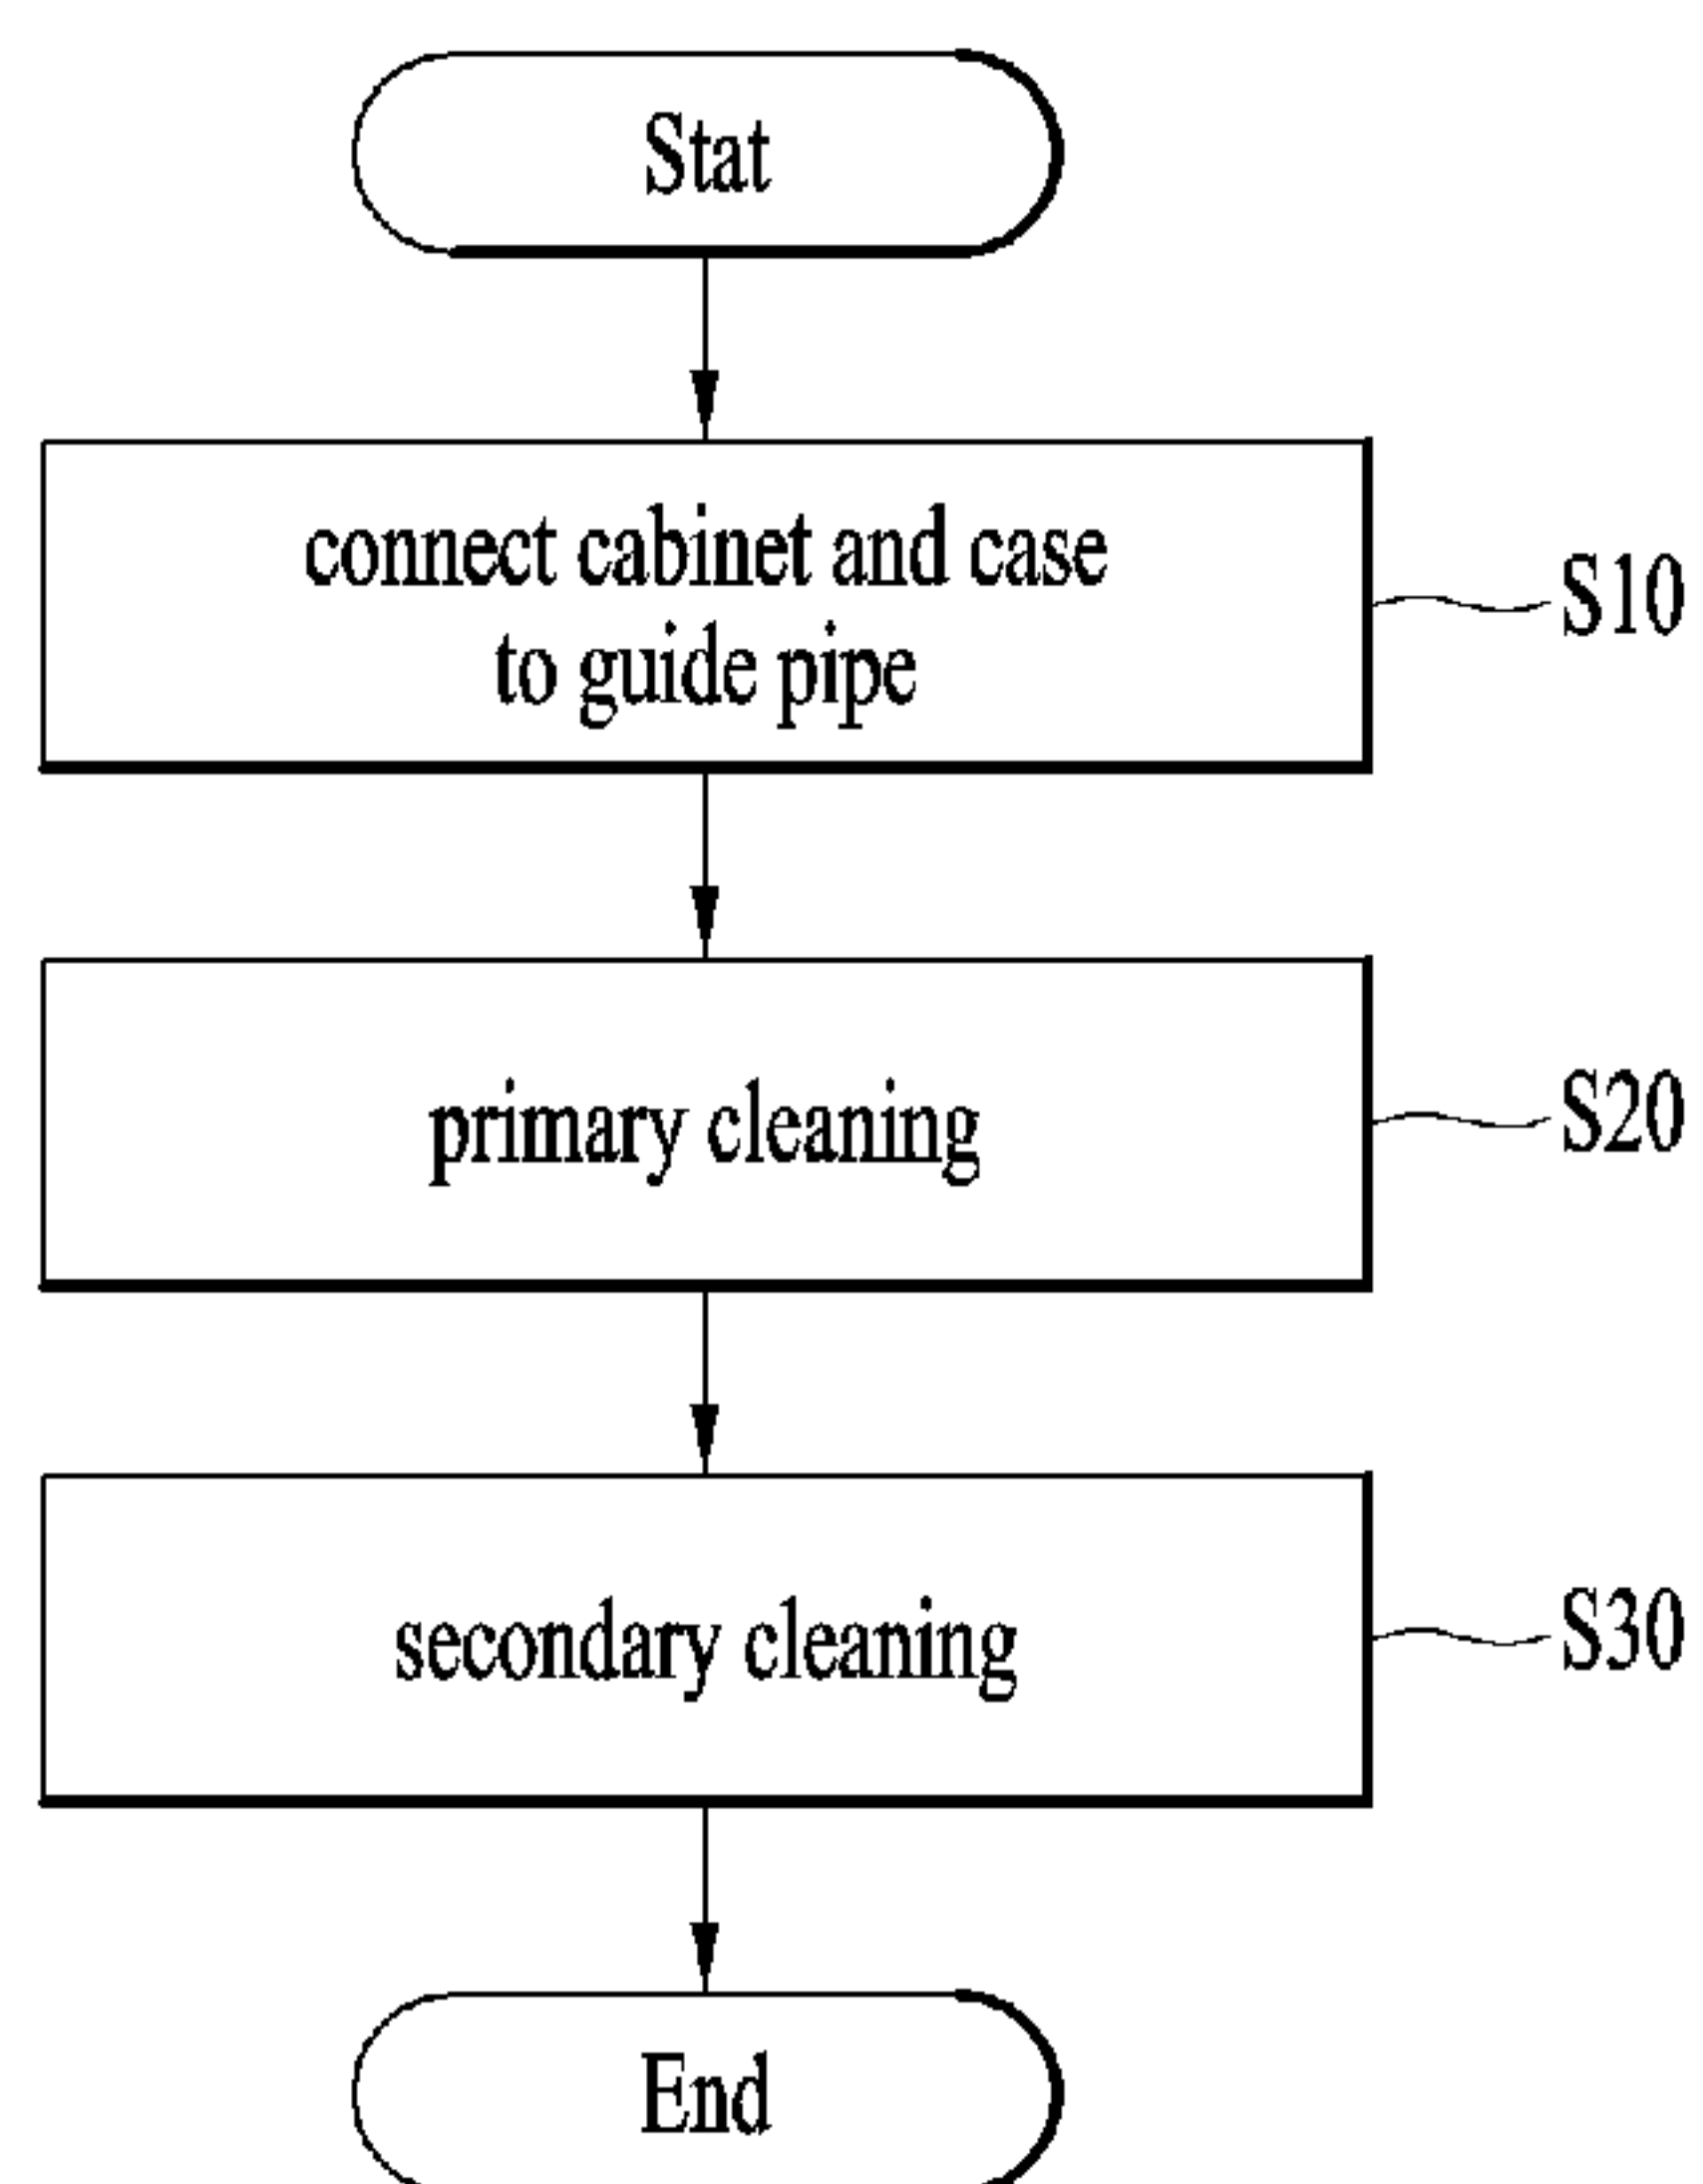 Stat
connect cabinet and case
to guide pipe
S10
primary cleaning
S20
secondary cleaning
S30
End